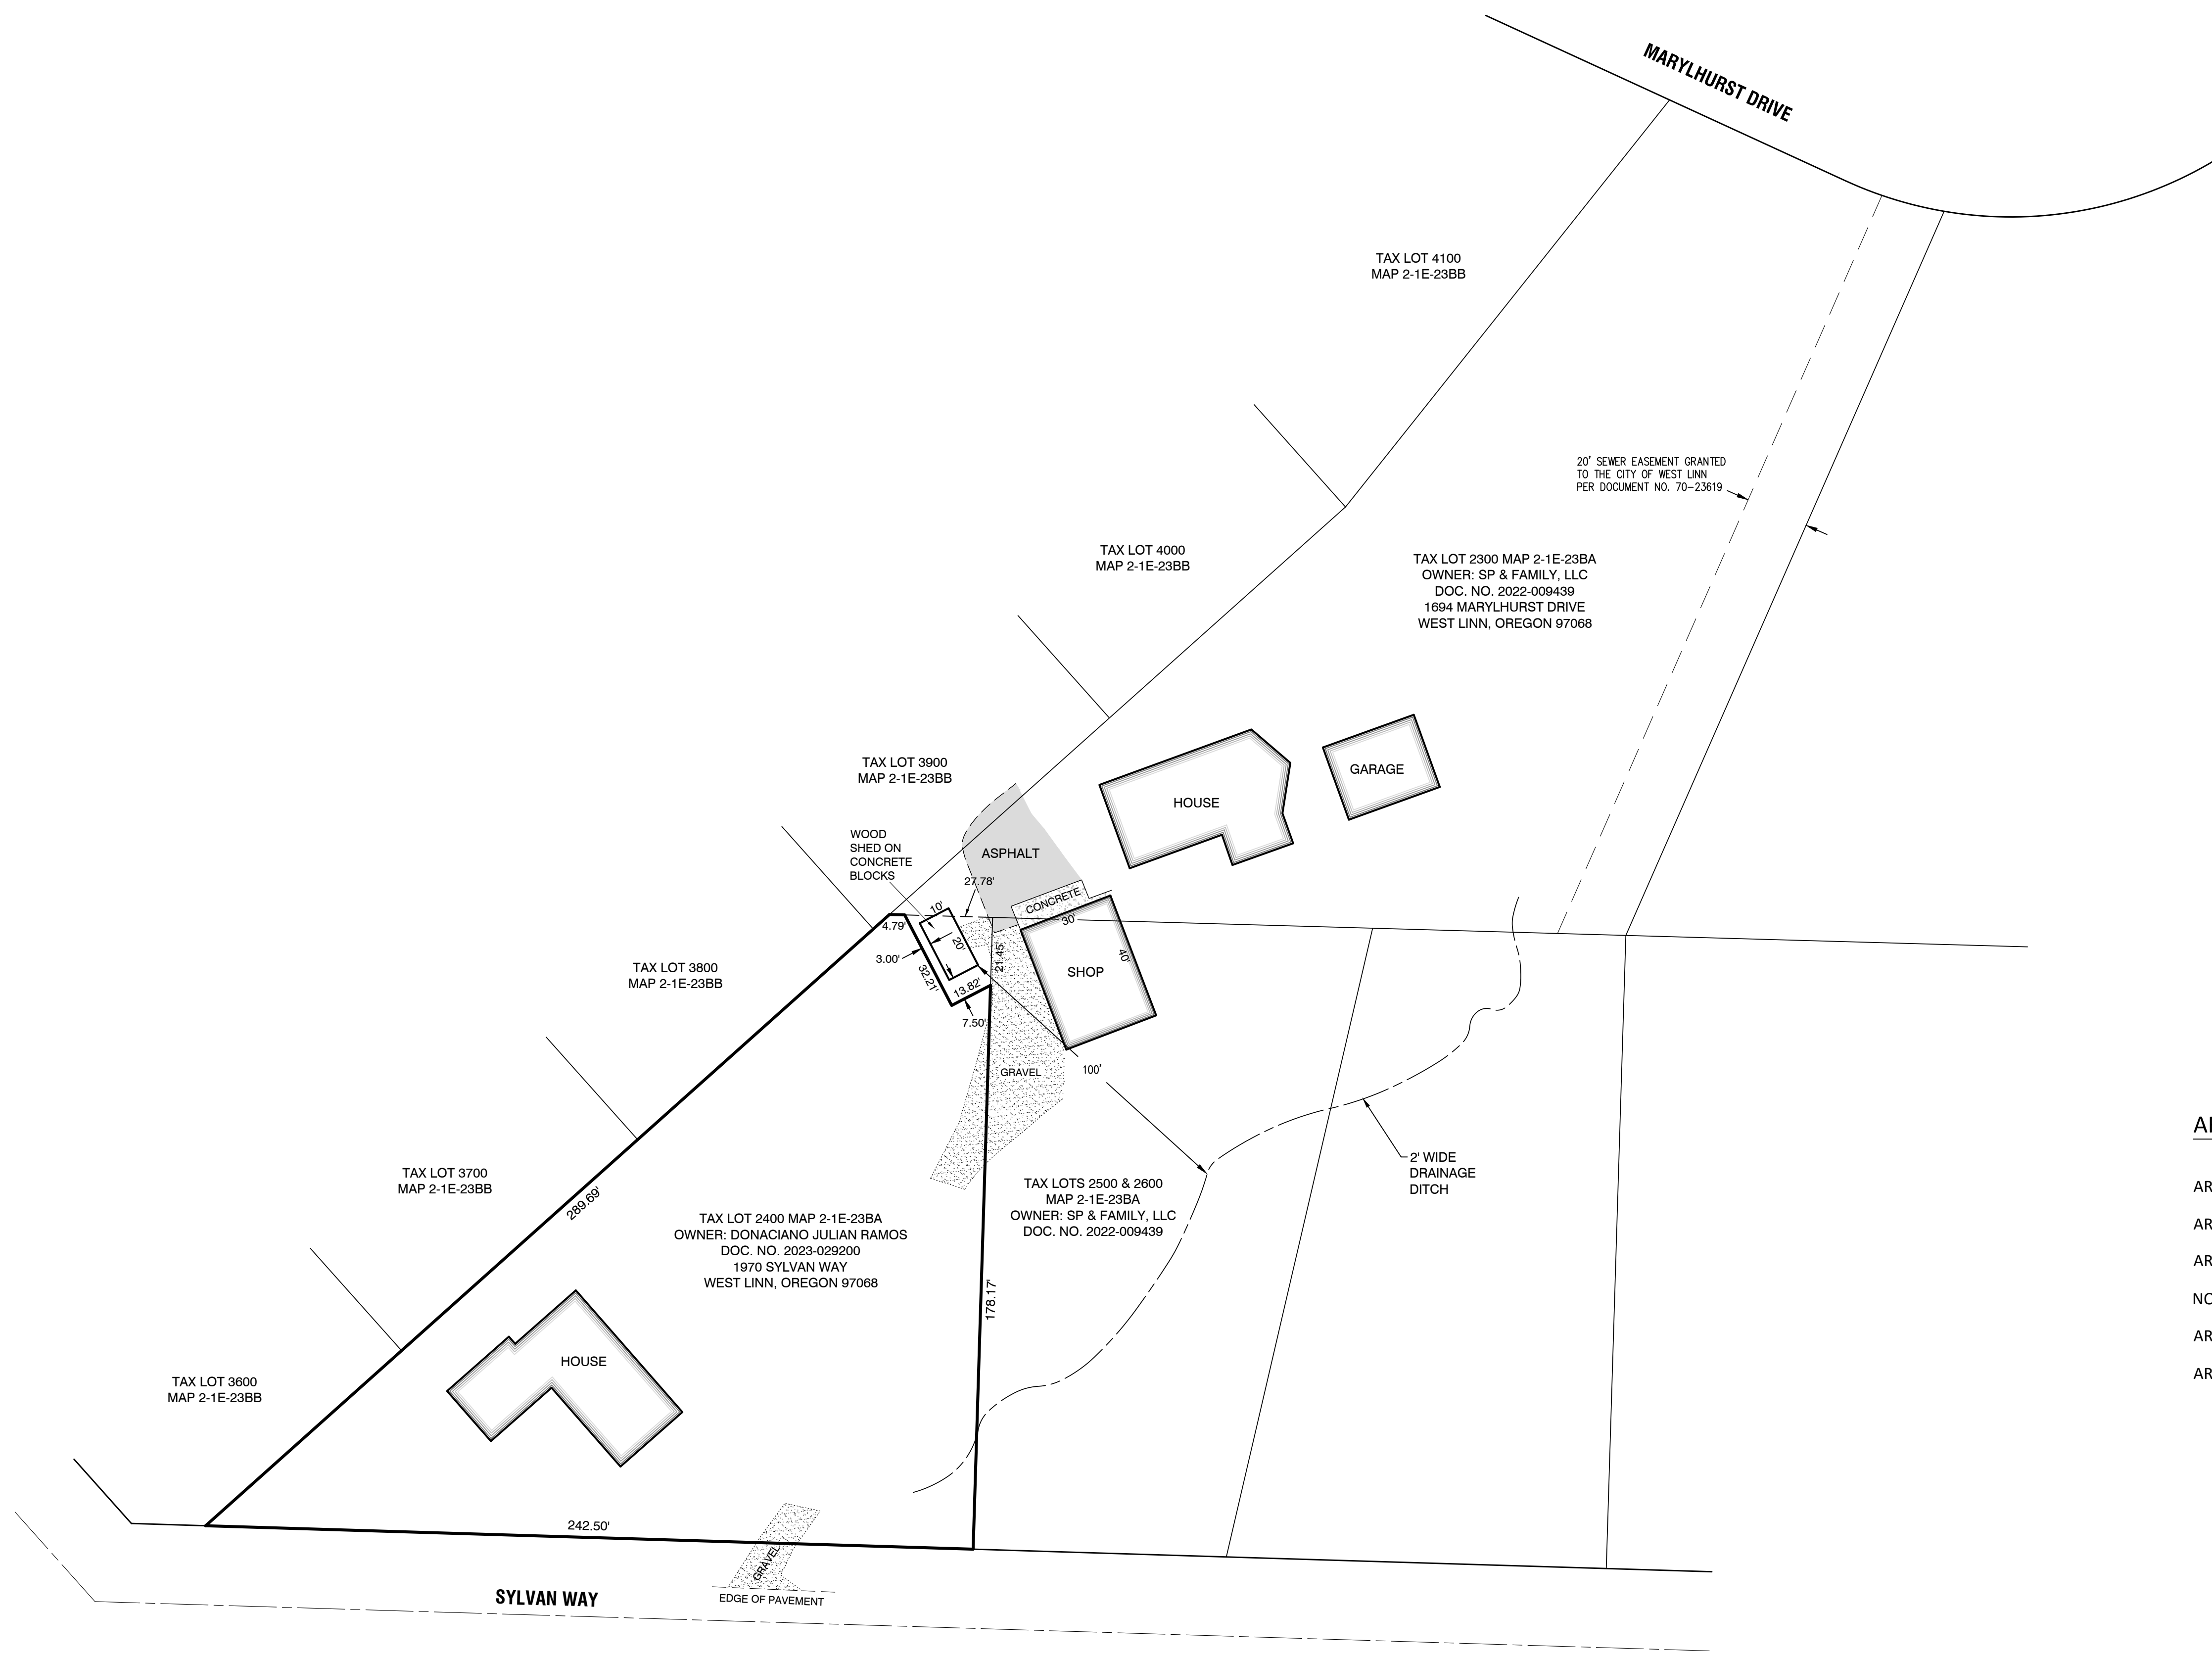 MARYLHURST DRIVE
TAX LOT 4100
MAP 2-1E-23BB
20' SEWER EASEMENT GRANTED
TO THE CITY OF WEST LINN
PER DOCUMENT NO. 70-23619
TAX LOT 4000
MAP 2-1E-23BB
TAX LOT 2300 MAP 2-1E-23BA
OWNER: SP & FAMILY, LLC
DOC. NO. 2022-009439
1694 MARYLHURST DRIVE
WEST LINN, OREGON 97068
TAX LOT 3900
MAP 2-1E-23BB
GARAGE
HOUSE
WOOD
SHED ON
CONCRETE
BLOCKS
ASPHALT
27.78'
CONCRETE
10'
30'
4.79'
20'
21.45'
40'
3.00'
32.21'
13.82'
SHOP
7.50'
TAX LOT 3800
MAP 2-1E-23BB
GRAVEL
100'
2' WIDE
DRAINAGE
DITCH
TAX LOT 3700
MAP 2-1E-23BB
289.69'
TAX LOTS 2500 & 2600
MAP 2-1E-23BA
OWNER: SP & FAMILY, LLC
DOC. NO. 2022-009439
TAX LOT 2400 MAP 2-1E-23BA
OWNER: DONACIANO JULIAN RAMOS
DOC. NO. 2023-029200
1970 SYLVAN WAY
WEST LINN, OREGON 97068
178.17'
HOUSE
TAX LOT 3600
MAP 2-1E-23BB
242.50'
GRAVEL
SYLVAN WAY
EDGE OF PAVEMENT
AR
AR
AR
NO
AR
AR